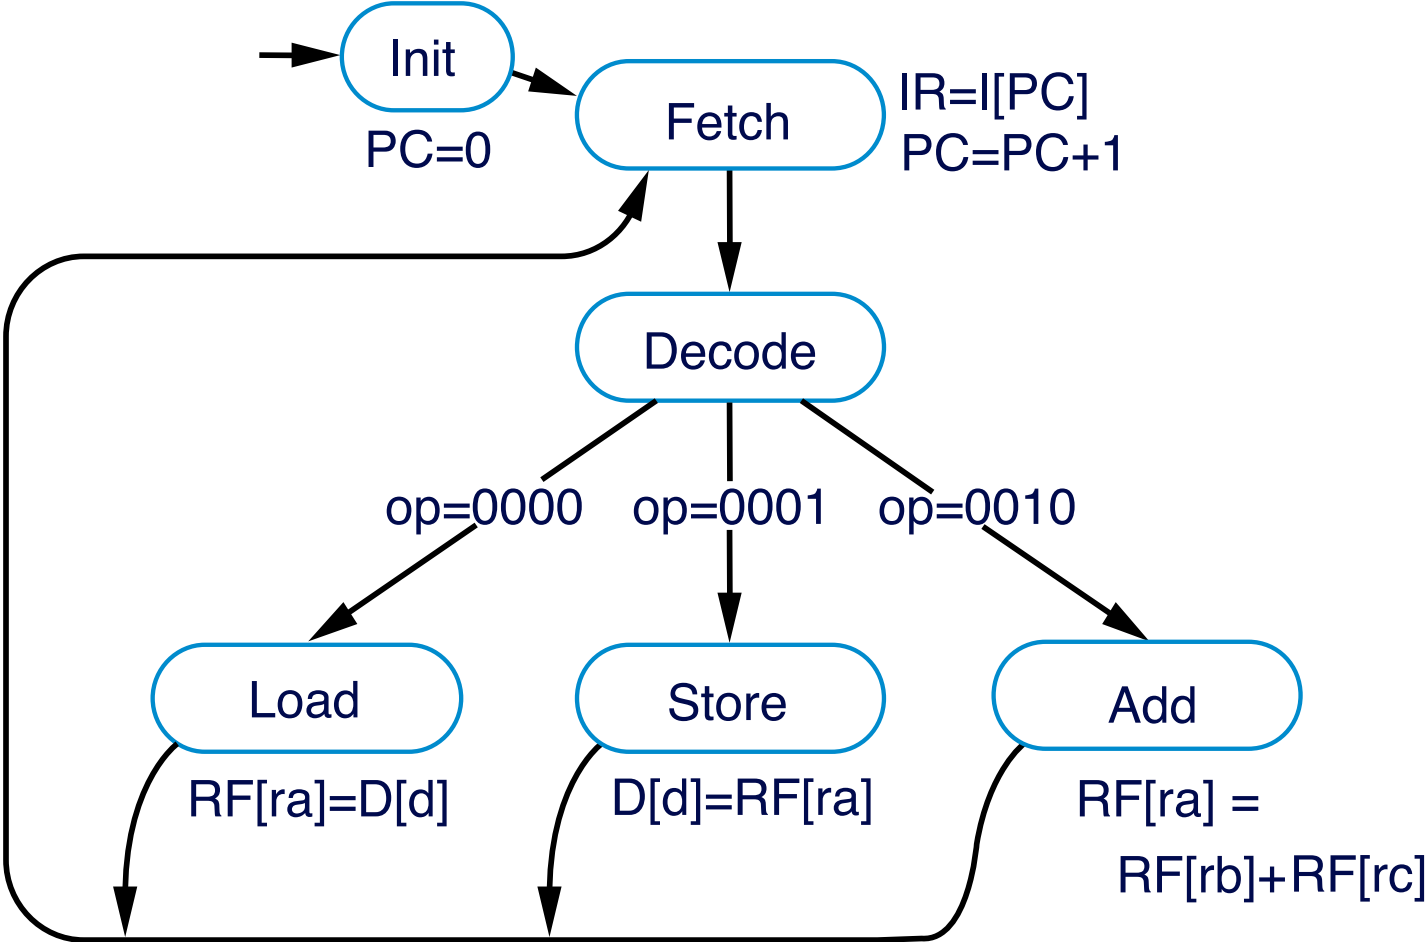 Init
PC=0
Fetch
IR=I[PC]
PC=PC+1
Decode
op=0000
op=0001
op=0010
Load
RF[ra]=D[d]
Store
D[d]=RF[ra]
Add
RF[ra] =
RF[rb]+RF[rc]